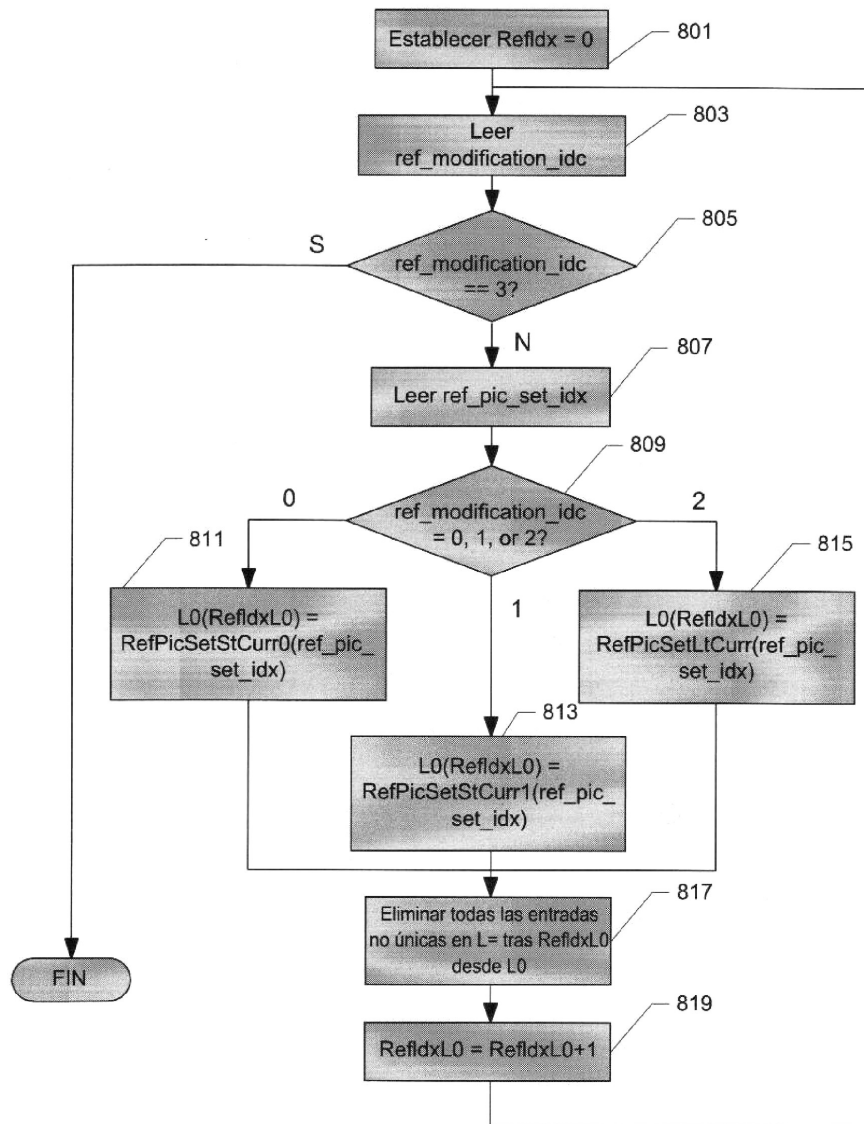 Establecer RefIdx = 0
801
803
Leer
ref_modification_idc
805
S
ref_modification_idc
== 3?
N
807
Leer ref_pic_set_idx
809
0
ref_modification_idc
= 0, 1, or 2?
2
811
815
L0(RefIdxL0) =
RefPicSetStCurr0(ref_pic_
set_idx)
1
L0(RefIdxL0) =
RefPicSetLtCurr(ref_pic_
set_idx)
813
L0(RefIdxL0) =
RefPicSetStCurr1(ref_pic_
set_idx)
817
Eliminar todas las entradas
no únicas en L= tras RefIdxL0
desde L0
FIN
819
RefIdxL0 = RefIdxL0+1